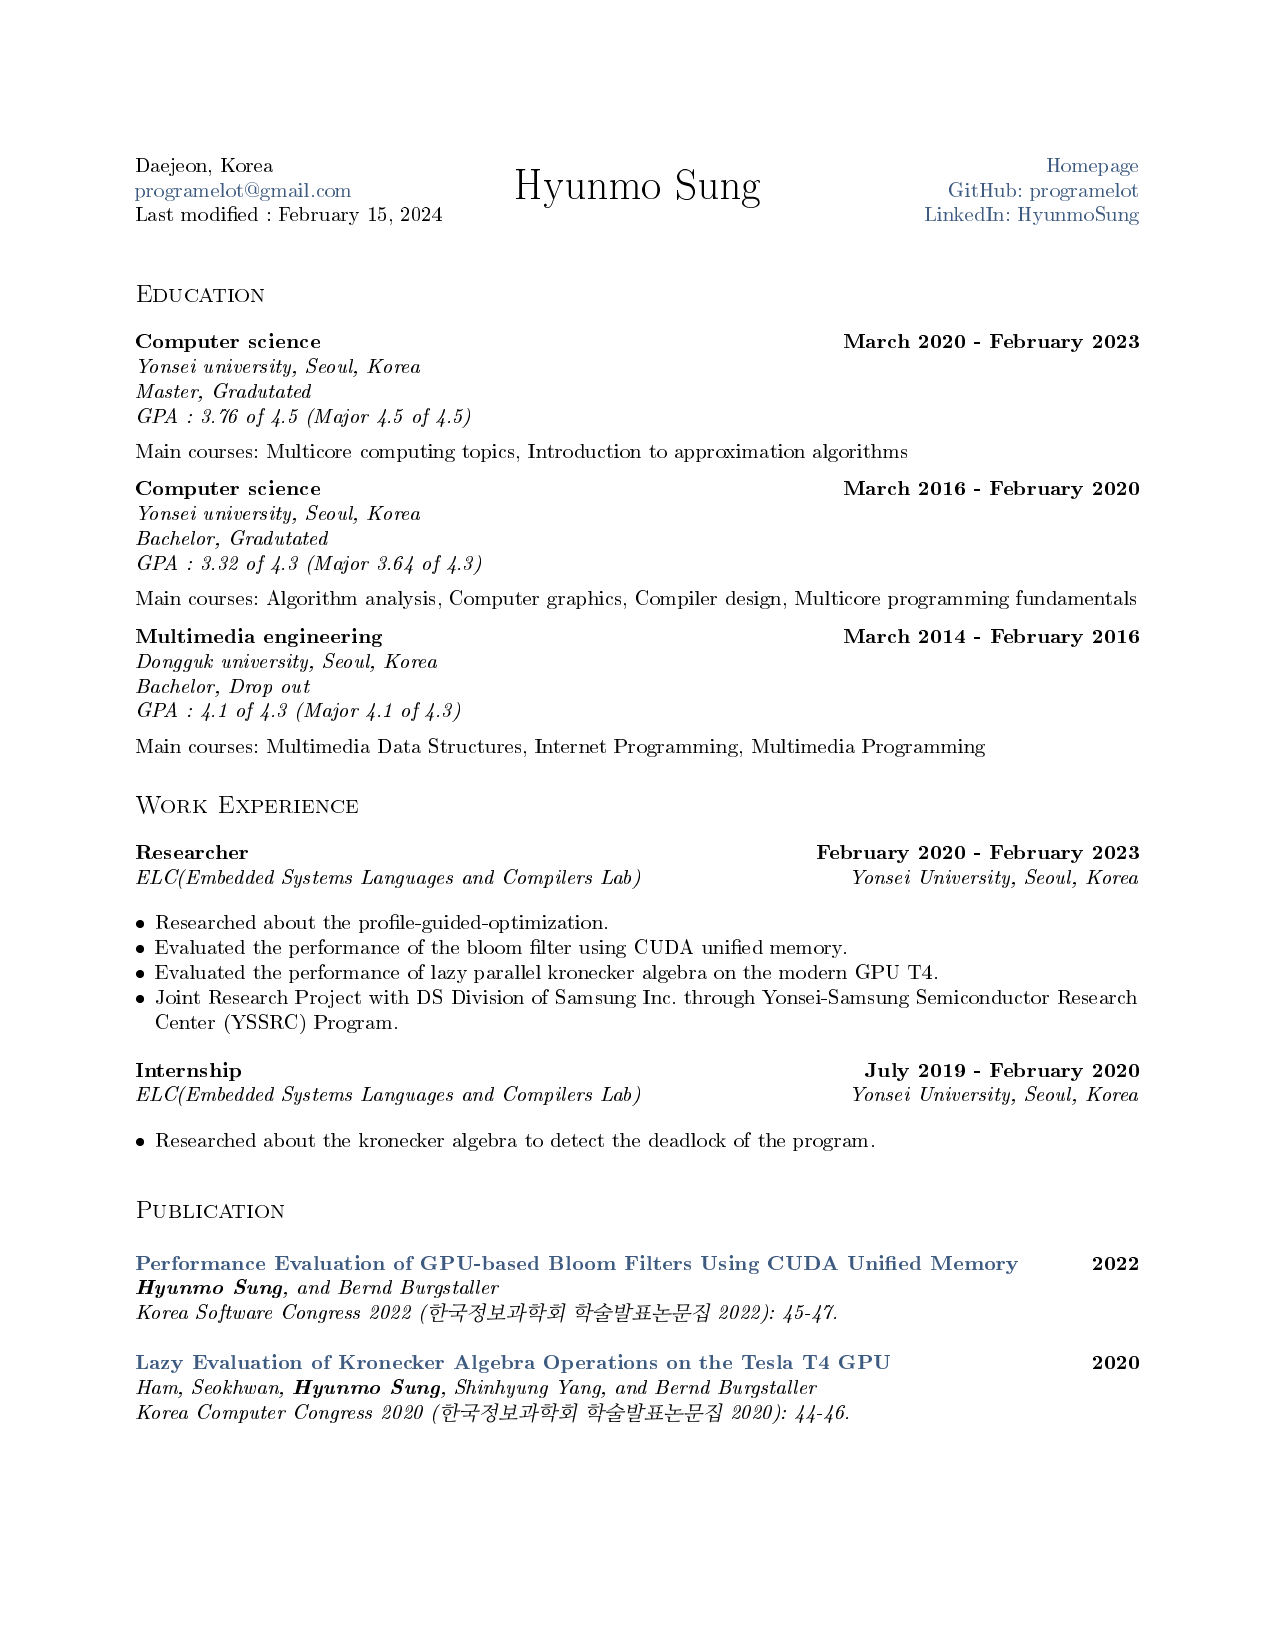 Daejeon, Korea
programelot@gmail.com
Last modified : February 15, 2024
Hyunmo Sung
Homepage
GitHub: programelot
LinkedIn: HyunmoSung
Education
Computer science March 2020 - February 2023
Yonsei university, Seoul, Korea
Master, Gradutated
GPA : 3.76 of 4.5 (Major 4.5 of 4.5)
Main courses: Multicore computing topics, Introduction to approximation algorithms
Computer science March 2016 - February 2020
Yonsei university, Seoul, Korea
Bachelor, Gradutated
GPA : 3.32 of 4.3 (Major 3.64 of 4.3)
Main courses: Algorithm analysis, Computer graphics, Compiler design, Multicore programming fundamentals
Multimedia engineering March 2014 - February 2016
Dongguk university, Seoul, Korea
Bachelor, Drop out
GPA : 4.1 of 4.3 (Major 4.1 of 4.3)
Main courses: Multimedia Data Structures, Internet Programming, Multimedia Programming
Work Experience
Researcher February 2020 - February 2023
ELC(Embedded Systems Languages and Compilers Lab) Yonsei University, Seoul, Korea
• Researched about the profile-guided-optimization.
• Evaluated the performance of the bloom filter using CUDA unified memory.
• Evaluated the performance of lazy parallel kronecker algebra on the modern GPU T4.
• Joint Research Project with DS Division of Samsung Inc. through Yonsei-Samsung Semiconductor Research
Center (YSSRC) Program.
Internship July 2019 - February 2020
ELC(Embedded Systems Languages and Compilers Lab) Yonsei University, Seoul, Korea
• Researched about the kronecker algebra to detect the deadlock of the program.
Publication
Performance Evaluation of GPU-based Bloom Filters Using CUDA Unified Memory 2022
Hyunmo Sung, and Bernd Burgstaller
Korea Software Congress 2022 (한국정보과학회 학술발표논문집 2022): 45-47.
Lazy Evaluation of Kronecker Algebra Operations on the Tesla T4 GPU 2020
Ham, Seokhwan, Hyunmo Sung, Shinhyung Yang, and Bernd Burgstaller
Korea Computer Congress 2020 (한국정보과학회 학술발표논문집 2020): 44-46.